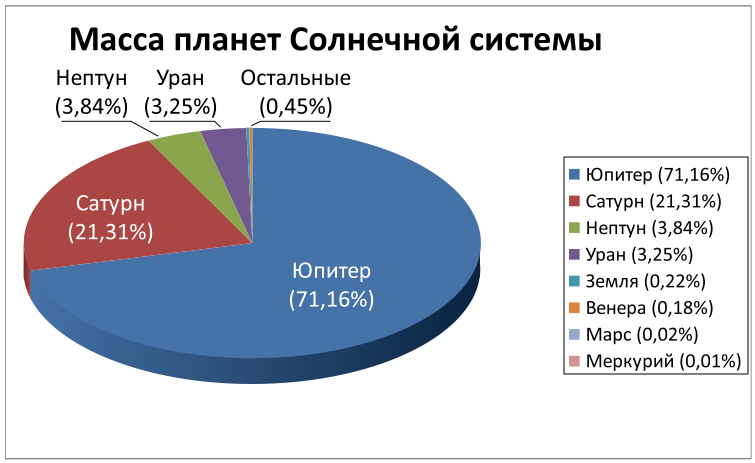 Масса планет Солнечной системы
Нептун
(3,84%)
Уран
(3,25%)
Остальные
(0,45%)
Сатурн
(21,31%)
Юпитер
(71,16%)
Юпитер (71,16%)
Сатурн (21,31%)
Нептун (3,84%)
Уран (3,25%)
Земля (0,22%)
Венера (0,18%)
Марс (0,02%)
Меркурий (0,01%)